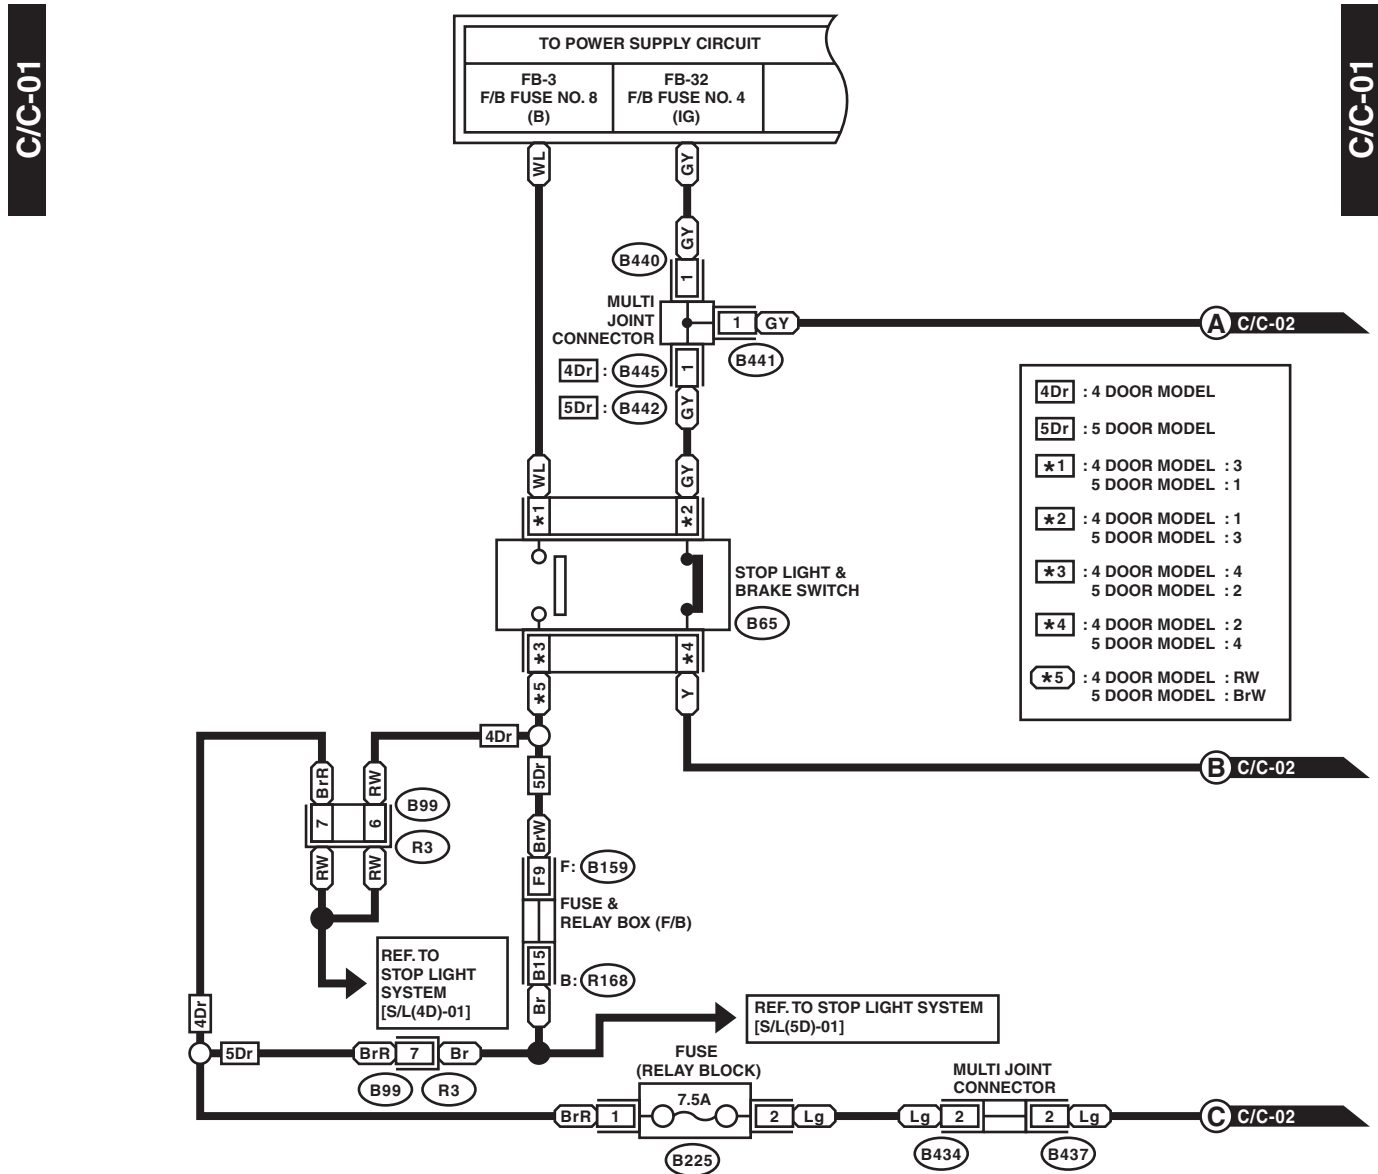 C/C-01
C/C-01
TO POWER SUPPLY CIRCUIT
FB-3
F/B FUSE NO. 8
(B)
FB-32
F/B FUSE NO. 4
(IG)
WL
GY
GY
B440
1
MULTI
JOINT
CONNECTOR
1
GY
A
C/C-02
B441
4Dr : B445
1
5Dr : B442
GY
WL
GY
*1
*2
STOP LIGHT &
BRAKE SWITCH
B65
*3
*4
*5
Y
4Dr : 4 DOOR MODEL
5Dr : 5 DOOR MODEL
*1 : 4 DOOR MODEL : 3
5 DOOR MODEL : 1
*2 : 4 DOOR MODEL : 1
5 DOOR MODEL : 3
*3 : 4 DOOR MODEL : 4
5 DOOR MODEL : 2
*4 : 4 DOOR MODEL : 2
5 DOOR MODEL : 4
*5 : 4 DOOR MODEL : RW
5 DOOR MODEL : BrW
4Dr
5Dr
B
C/C-02
BrR
RW
B99
7
6
R3
RW
RW
BrW
F9
F: B159
FUSE &
RELAY BOX (F/B)
B15
B: R168
Br
REF. TO
STOP LIGHT
SYSTEM
[S/L(4D)-01]
REF. TO STOP LIGHT SYSTEM
[S/L(5D)-01]
4Dr
5Dr
BrR
7
Br
B99
R3
FUSE
(RELAY BLOCK)
7.5A
BrR
1
2
Lg
B225
MULTI JOINT
CONNECTOR
Lg
2
2
Lg
B434
B437
C
C/C-02